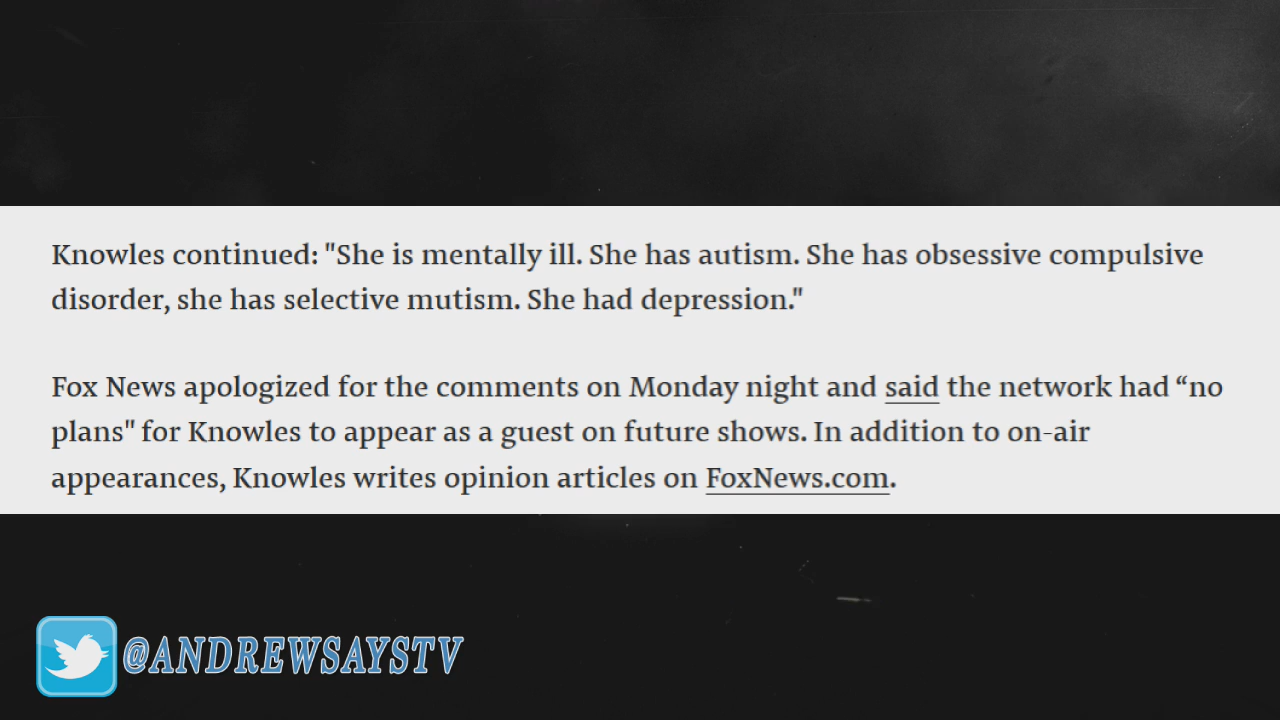 Knowles continued: "She is mentally ill. She has autism. She has obsessive compulsive
disorder, she has selective mutism. She had depression."
Fox News apologized for the comments on Monday night and said the network had “no
plans" for Knowles to appear as a guest on future shows. In addition to on-air
appearances, Knowles writes opinion articles on FoxNews.com.
@ANDREWSAYSTV